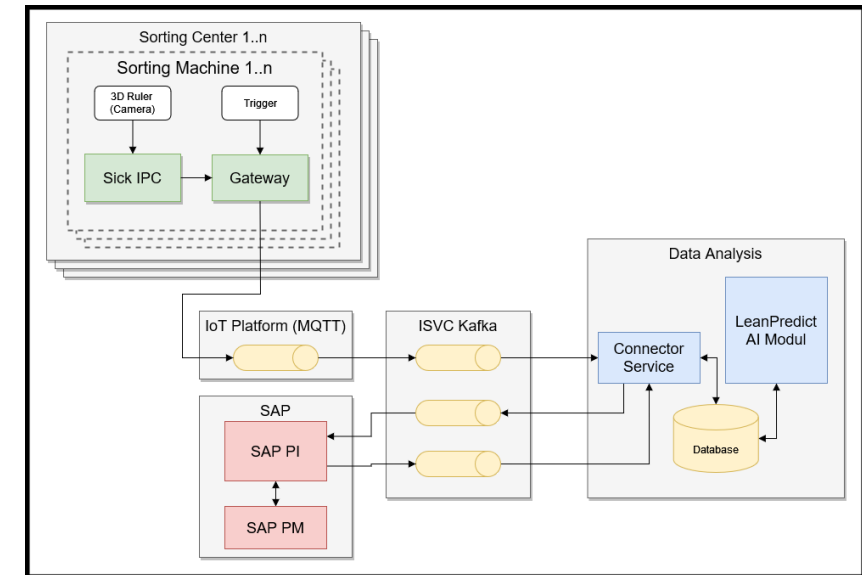 Sorting Center 1..n
Sorting Machine 1..n
3D Ruler
(Camera)
Trigger
Sick IPC
Gateway
Data Analysis
IoT Platform (MQTT)
ISVC Kafka
LeanPredict
AI Modul
Connector
Service
SAP
SAP PI
Database
SAP PM